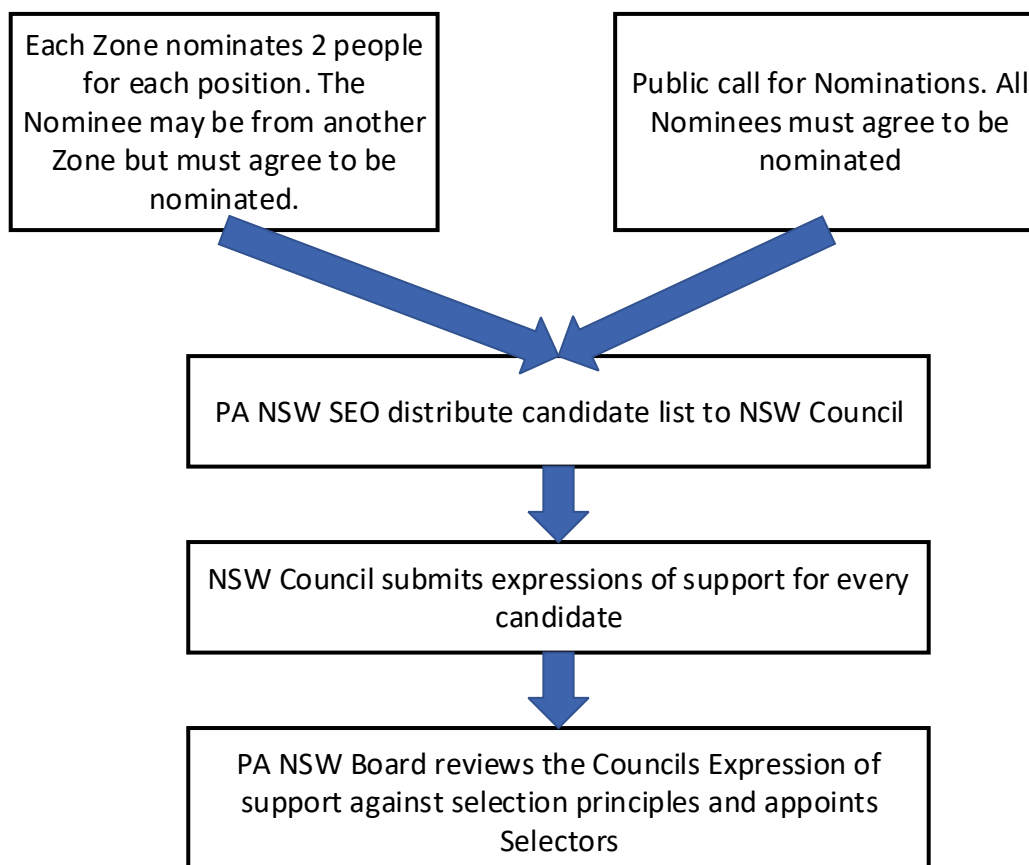 Each Zone nominates 2 people
for each position. The
Nominee may be from another
Zone but must agree to be
nominated.
Public call for Nominations. All
Nominees must agree to be
nominated
PA NSW SEO distribute candidate list to NSW Council
NSW Council submits expressions of support for every
candidate
PA NSW Board reviews the Councils Expression of
support against selection principles and appoints
Selectors